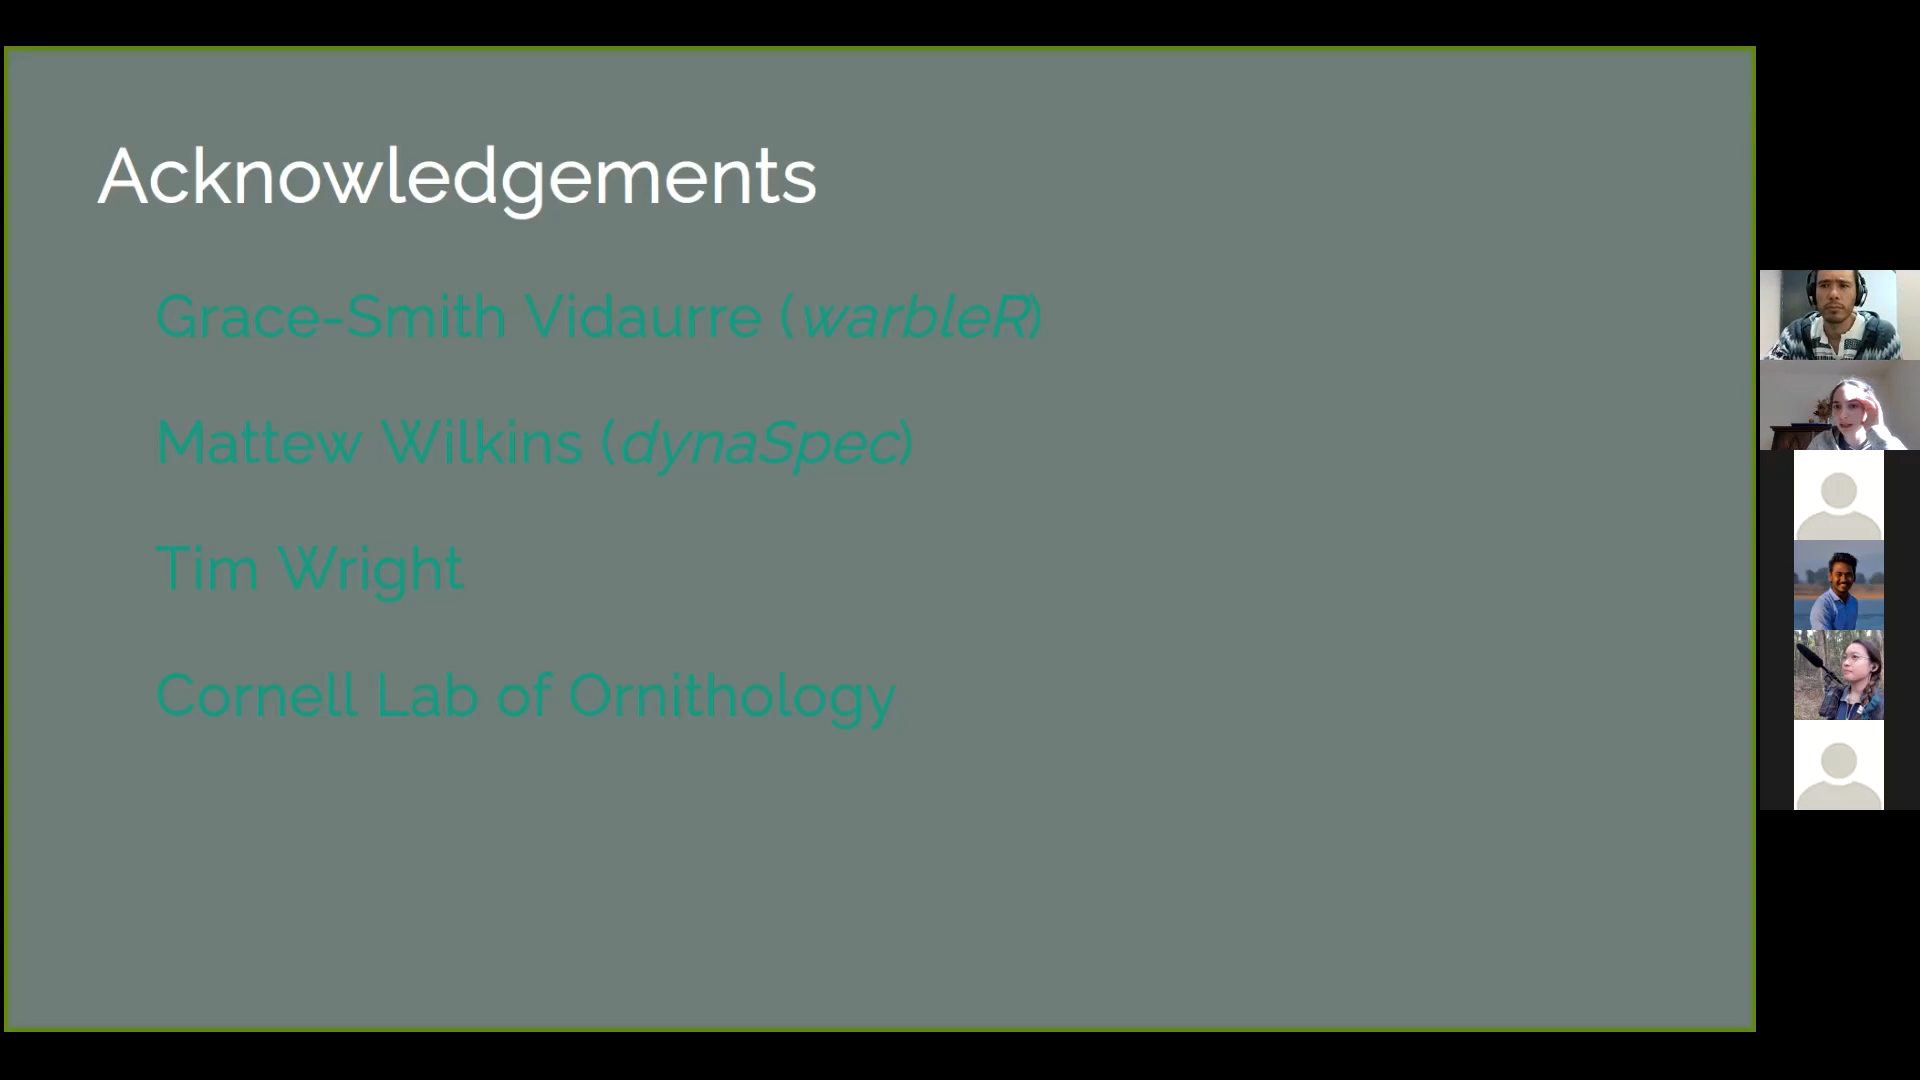 Acknowledgements
Grace-Smith Vidaurre (warbleR)
Mattew Wilkins (dynaSpec)
Tim Wright
Cornell Lab of Ornithology